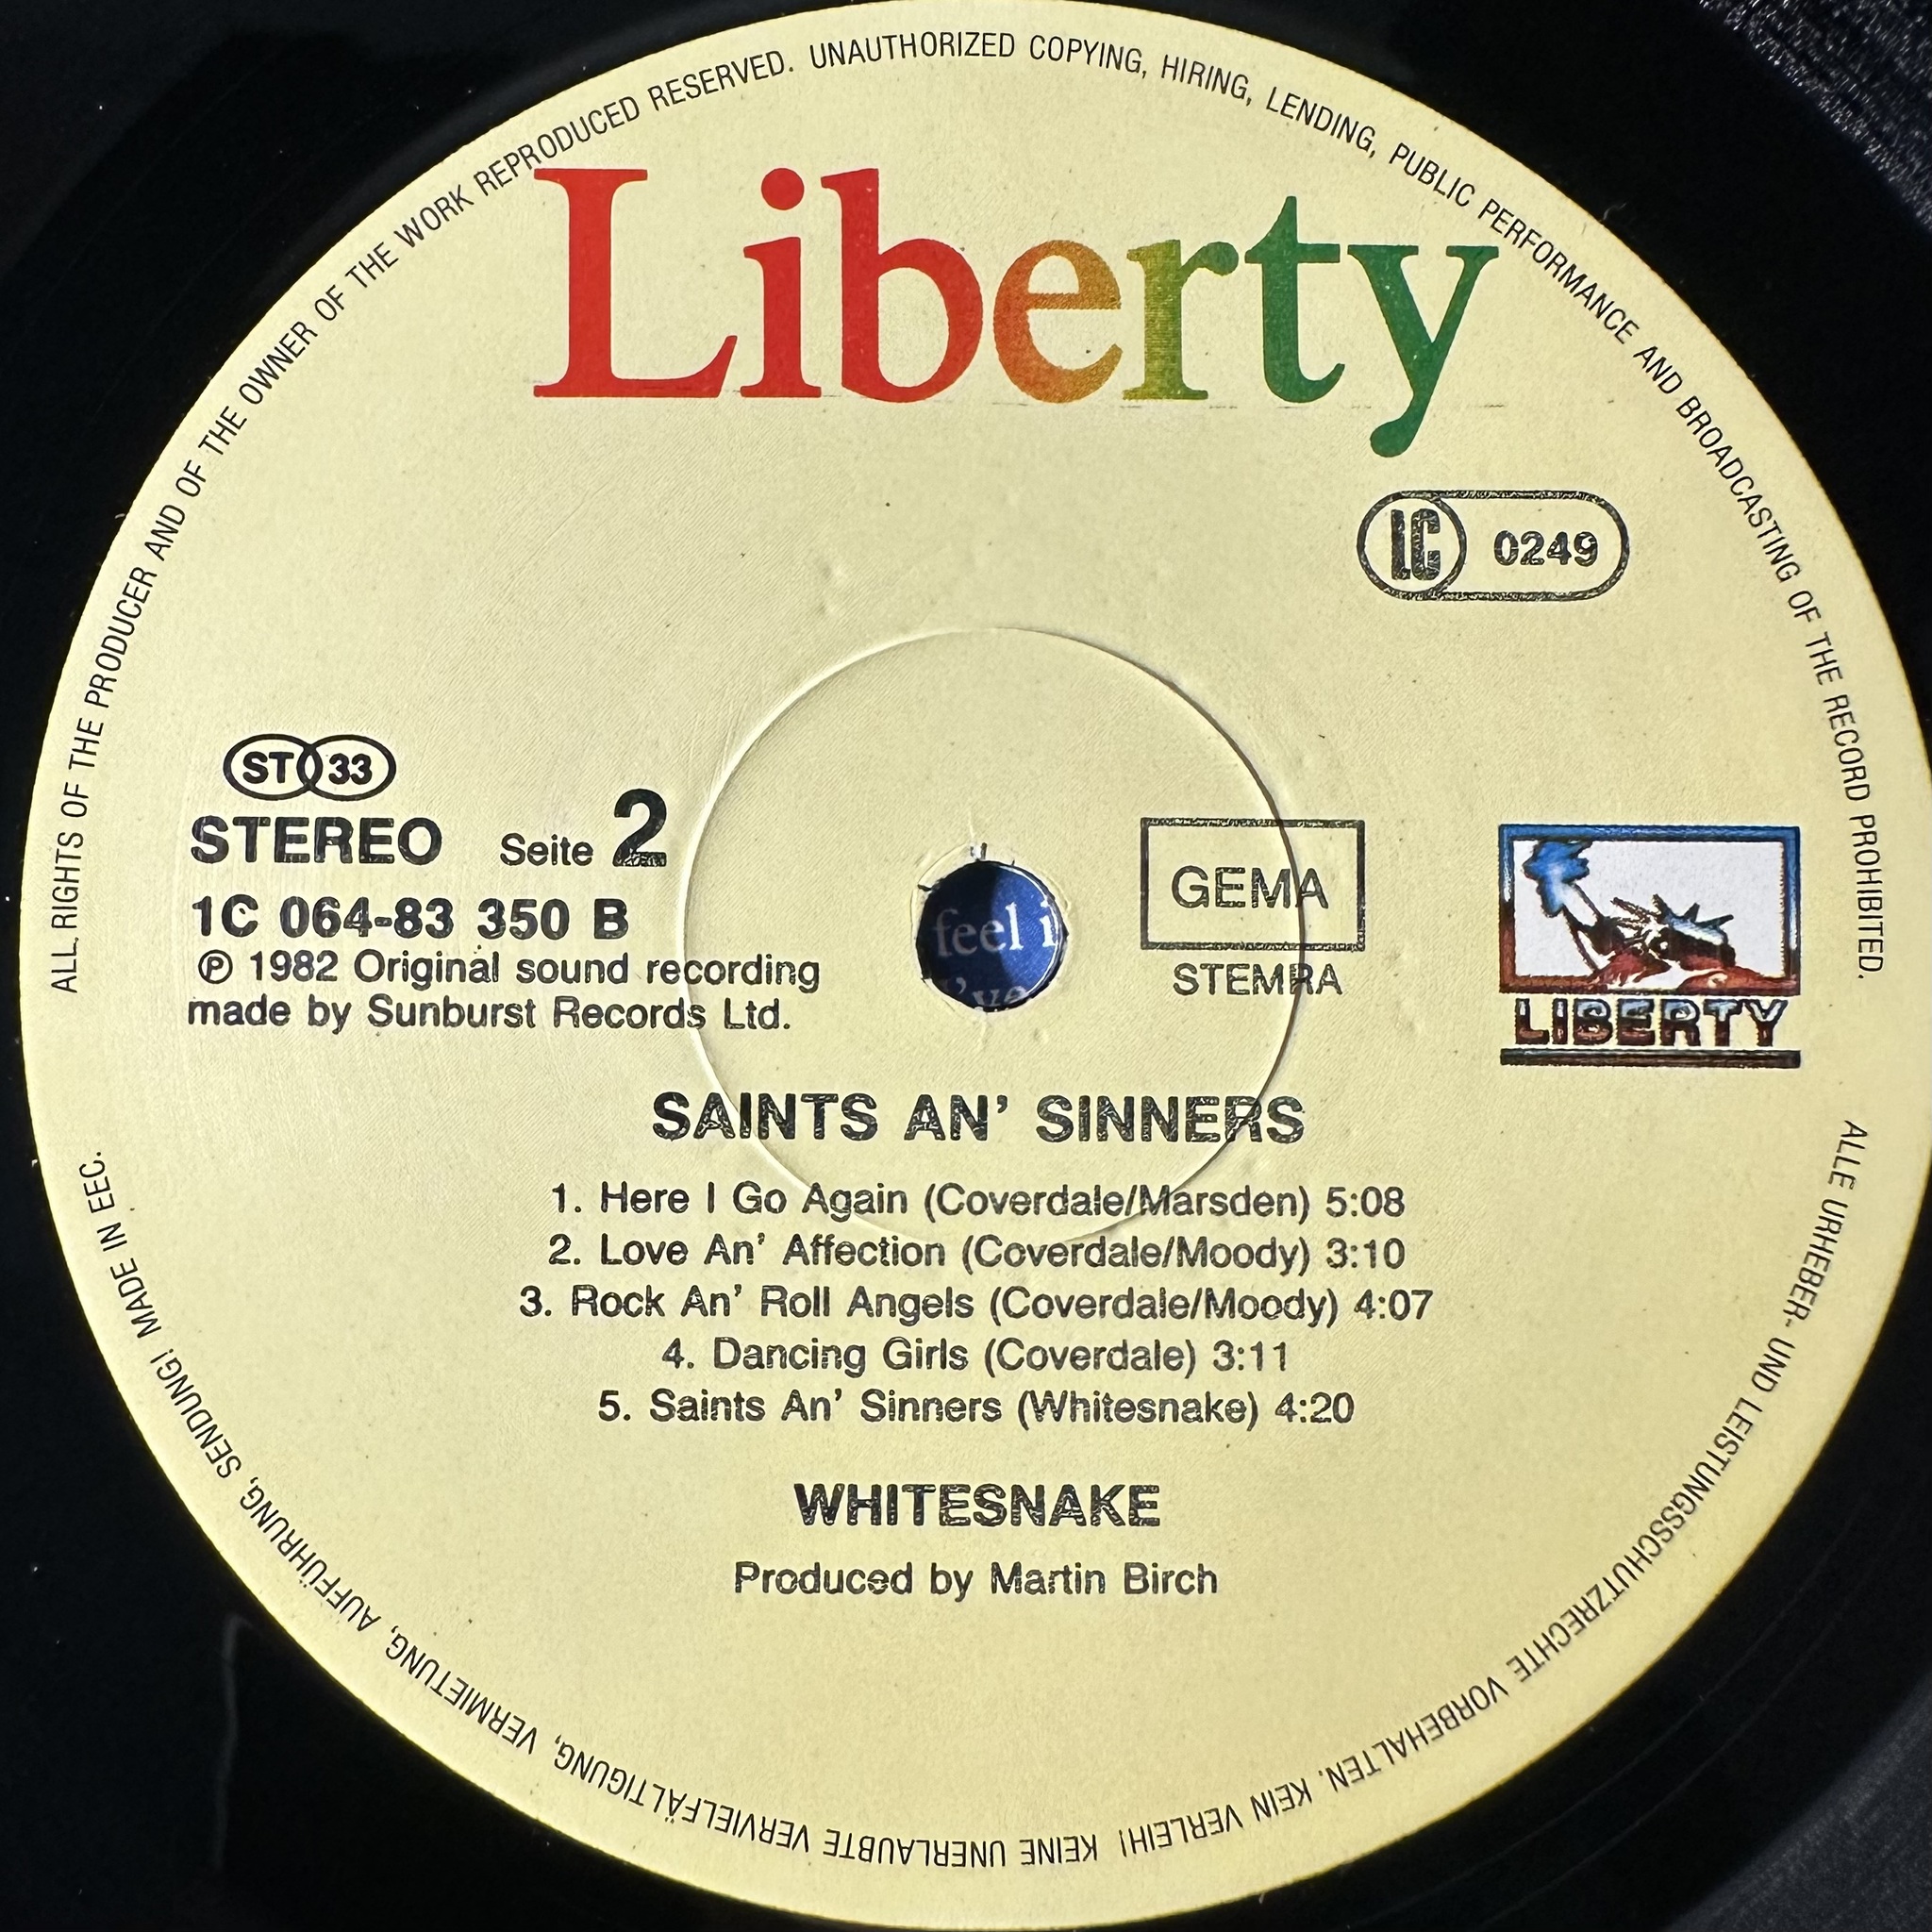 ALL RIGHTS OF THE PRODUCER AND OF THE OWNER OF THE WORK REPRODUCED RESERVED. UNAUTHORIZED COPYING, HIRING, LENDING, PUBLIC PERFORMANCE AND BROADCASTING OF THE RECORD PROHIBITED.
Liberty
LC 0249
ST 33
STEREO Seite 2
1C 064-83 350 B
℗ 1982 Original sound recording
made by Sunburst Records Ltd.
feel i
I've
GEMA
STEMRA
LIBERTY
SAINTS AN' SINNERS
1. Here I Go Again (Coverdale/Marsden) 5:08
2. Love An' Affection (Coverdale/Moody) 3:10
3. Rock An' Roll Angels (Coverdale/Moody) 4:07
4. Dancing Girls (Coverdale) 3:11
5. Saints An' Sinners (Whitesnake) 4:20
WHITESNAKE
Produced by Martin Birch
ALLE URHEBER- UND LEISTUNGSSCHUTZRECHTE VORBEHALTEN. KEIN VERLEIH! KEINE UNERLAUBTE VERVIELFÄLTIGUNG, VERMIETUNG, AUFFÜHRUNG, SENDUNG! MADE IN EEC.